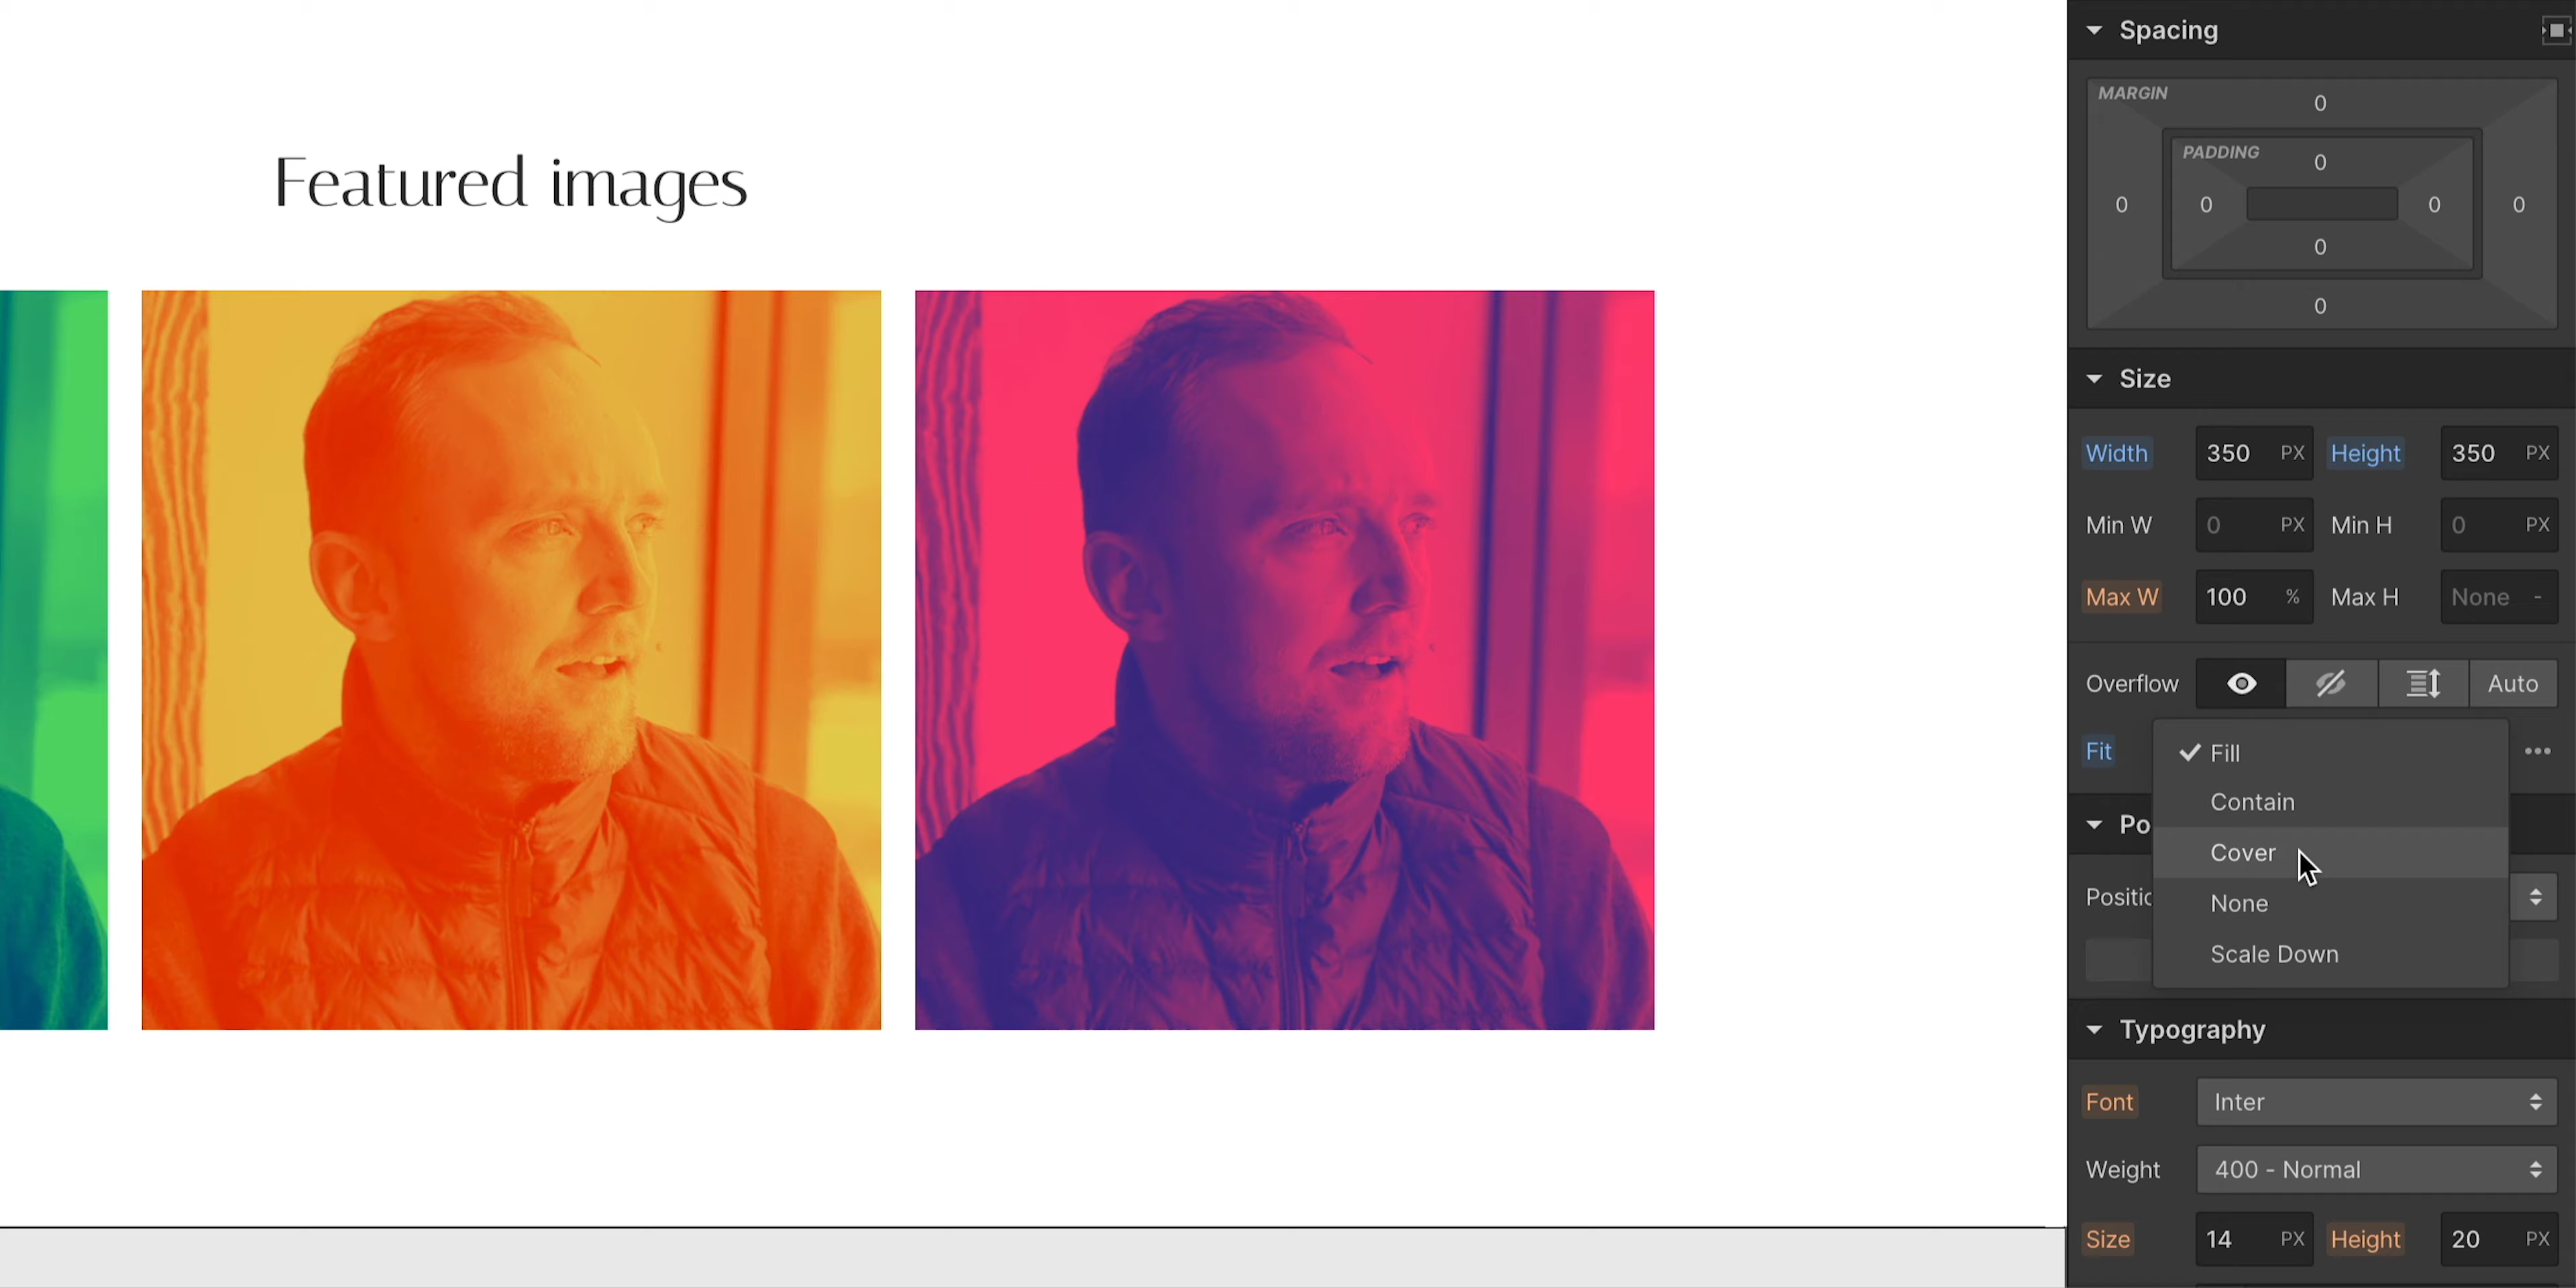 Featured images
Spacing
MARGIN
0
PADDING
0
0 0 0 0
0
0
Size
Width 350 PX Height 350 PX
Min W 0 PX Min H 0 PX
Max W 100 % Max H None -
Overflow Auto
Fit Fill
Contain
Po
Cover
Positio
None
Scale Down
Typography
Font Inter
Weight 400 - Normal
Size 14 PX Height 20 PX